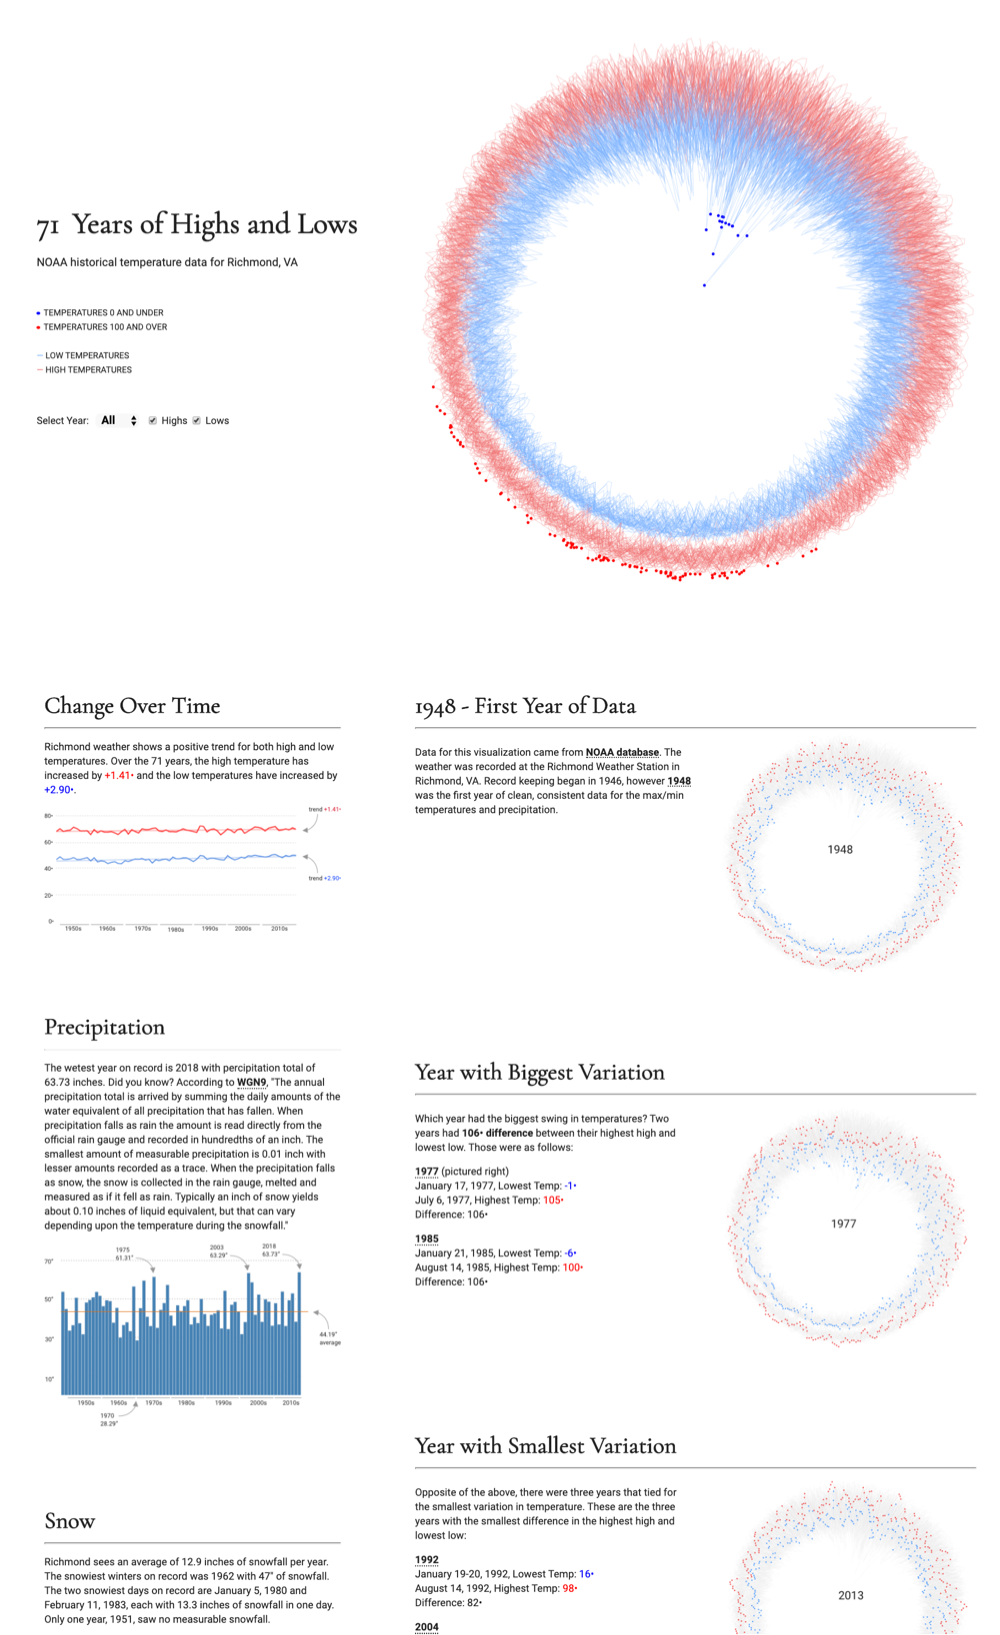 71 Years of Highs and Lows
NOAA historical temperature data for Richmond, VA
TEMPERATURES 0 AND UNDER
TEMPERATURES 100 AND OVER
LOW TEMPERATURES
HIGH TEMPERATURES
Select Year: All Highs Lows
Change Over Time
Richmond weather shows a positive trend for both high and low
temperatures. Over the 71 years, the high temperature has
increased by +1.41° and the low temperatures have increased by
+2.90°.
trend +1.41°
80°
60°
40°
trend +2.90°
20°
0°
1950s 1960s 1970s 1980s 1990s 2000s 2010s
1948 - First Year of Data
Data for this visualization came from NOAA database. The
weather was recorded at the Richmond Weather Station in
Richmond, VA. Record keeping began in 1946, however 1948
was the first year of clean, consistent data for the max/min
temperatures and precipitation.
1948
Precipitation
The wetest year on record is 2018 with percipitation total of
63.73 inches. Did you know? According to WGN9, "The annual
precipitation total is arrived by summing the daily amounts of the
water equivalent of all precipitation that has fallen. When
precipitation falls as rain the amount is read directly from the
official rain gauge and recorded in hundredths of an inch. The
smallest amount of measurable precipitation is 0.01 inch with
lesser amounts recorded as a trace. When the precipitation falls
as snow, the snow is collected in the rain gauge, melted and
measured as if it fell as rain. Typically an inch of snow yields
about 0.10 inches of liquid equivalent, but that can vary
depending upon the temperature during the snowfall."
1975
61.31"
2003
63.29"
2018
63.73"
70"
50"
30"
10"
44.19"
average
1950s 1960s 1970s 1980s 1990s 2000s 2010s
1970
28.29"
Year with Biggest Variation
Which year had the biggest swing in temperatures? Two
years had 106° difference between their highest high and
lowest low. Those were as follows:
1977 (pictured right)
January 17, 1977, Lowest Temp: -1°
July 6, 1977, Highest Temp: 105°
Difference: 106°
1985
January 21, 1985, Lowest Temp: -6°
August 14, 1985, Highest Temp: 100°
Difference: 106°
1977
Year with Smallest Variation
Opposite of the above, there were three years that tied for
the smallest variation in temperature. These are the three
years with the smallest difference in the highest high and
lowest low:
1992
January 19-20, 1992, Lowest Temp: 16°
August 14, 1992, Highest Temp: 98°
Difference: 82°
2004
2013
Snow
Richmond sees an average of 12.9 inches of snowfall per year.
The snowiest winters on record was 1962 with 47" of snowfall.
The two snowiest days on record are January 5, 1980 and
February 11, 1983, each with 13.3 inches of snowfall in one day.
Only one year, 1951, saw no measurable snowfall.